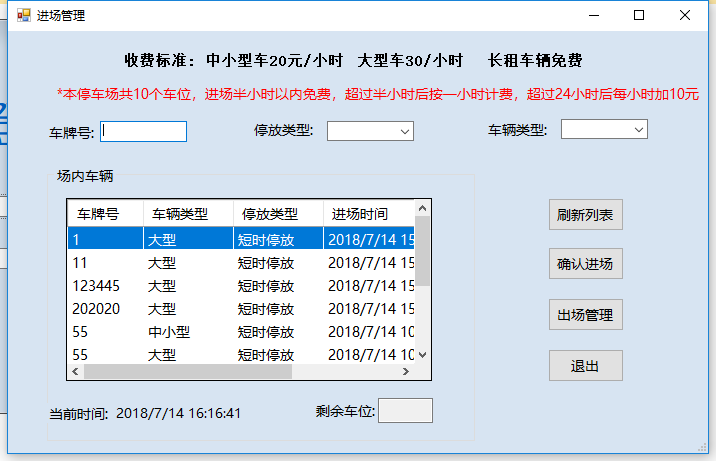 进场管理
收费标准：中小型车20元/小时 大型车30/小时 长租车辆免费
*本停车场共10个车位，进场半小时以内免费，超过半小时后按一小时计费，超过24小时后每小时加10元
车牌号: 停放类型: 车辆类型:
场内车辆
车牌号 车辆类型 停放类型 进场时间
1 大型 短时停放 2018/7/14 15
11 大型 短时停放 2018/7/14 15
123445 大型 短时停放 2018/7/14 15
202020 大型 短时停放 2018/7/14 15
55 中小型 短时停放 2018/7/14 10
55 大型 短时停放 2018/7/14 10
刷新列表
确认进场
出场管理
退出
当前时间: 2018/7/14 16:16:41 剩余车位: